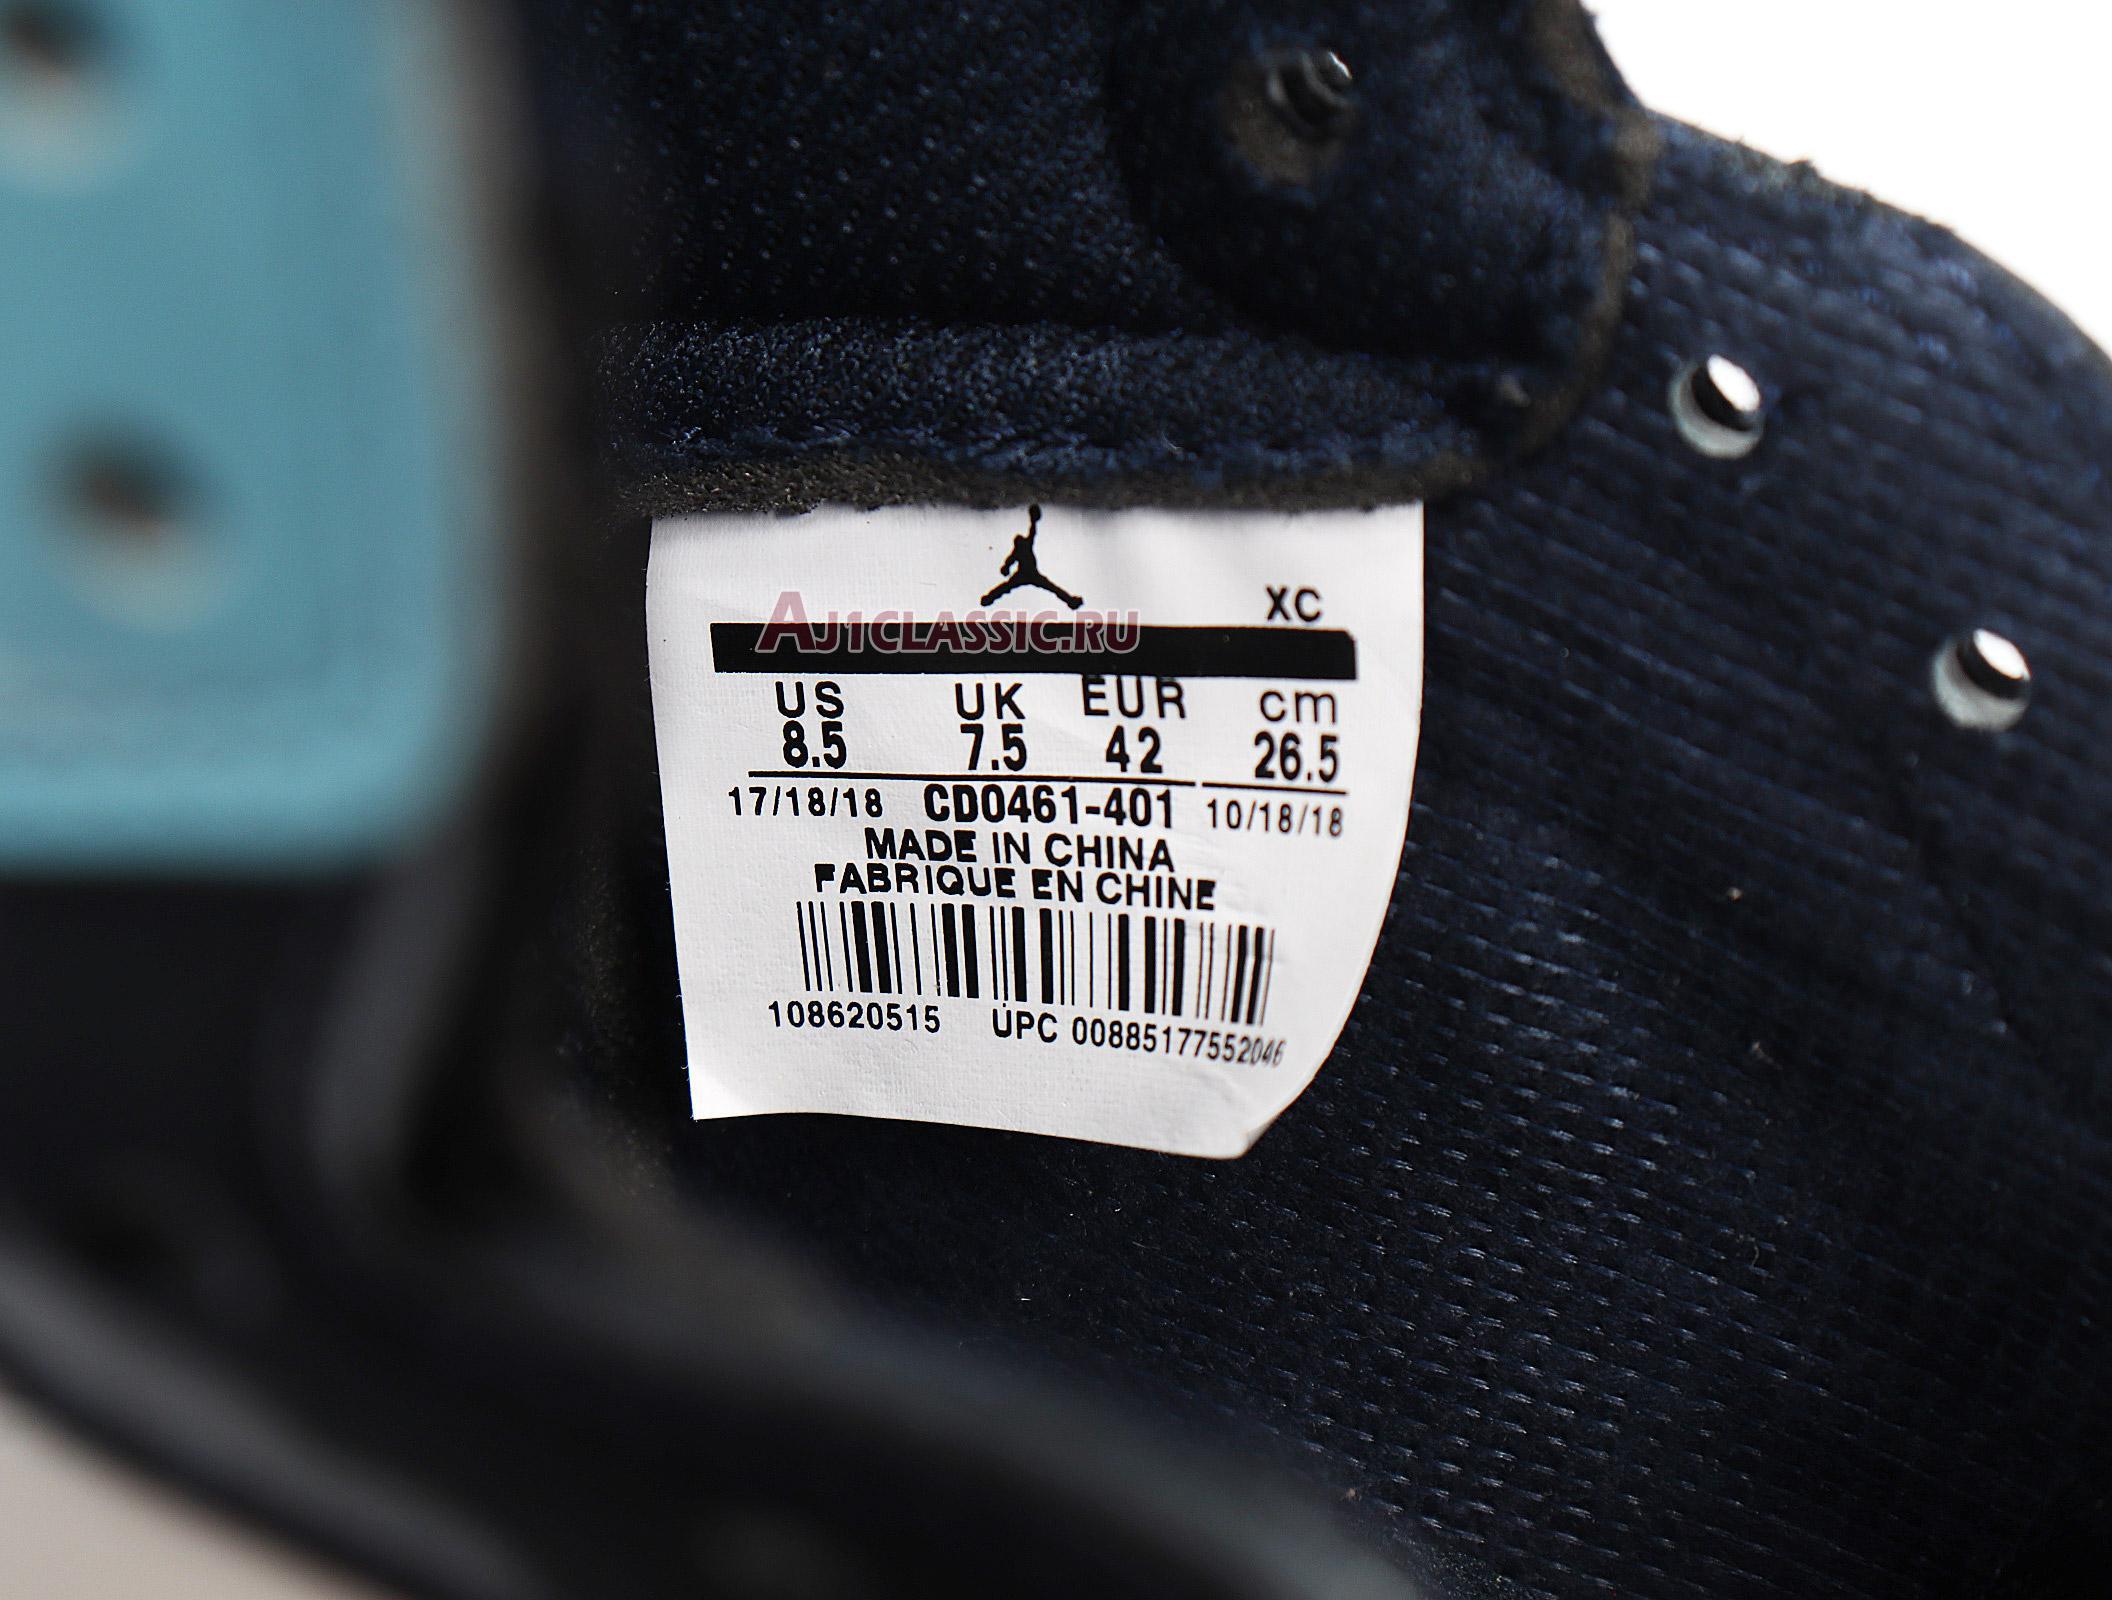 XC
AJ1CLASSIC.RU
US UK EUR cm
8.5 7.5 42 26.5
17/18/18 CD0461-401 10/18/18
MADE IN CHINA
FABRIQUE EN CHINE
108620515 UPC 00885177552046